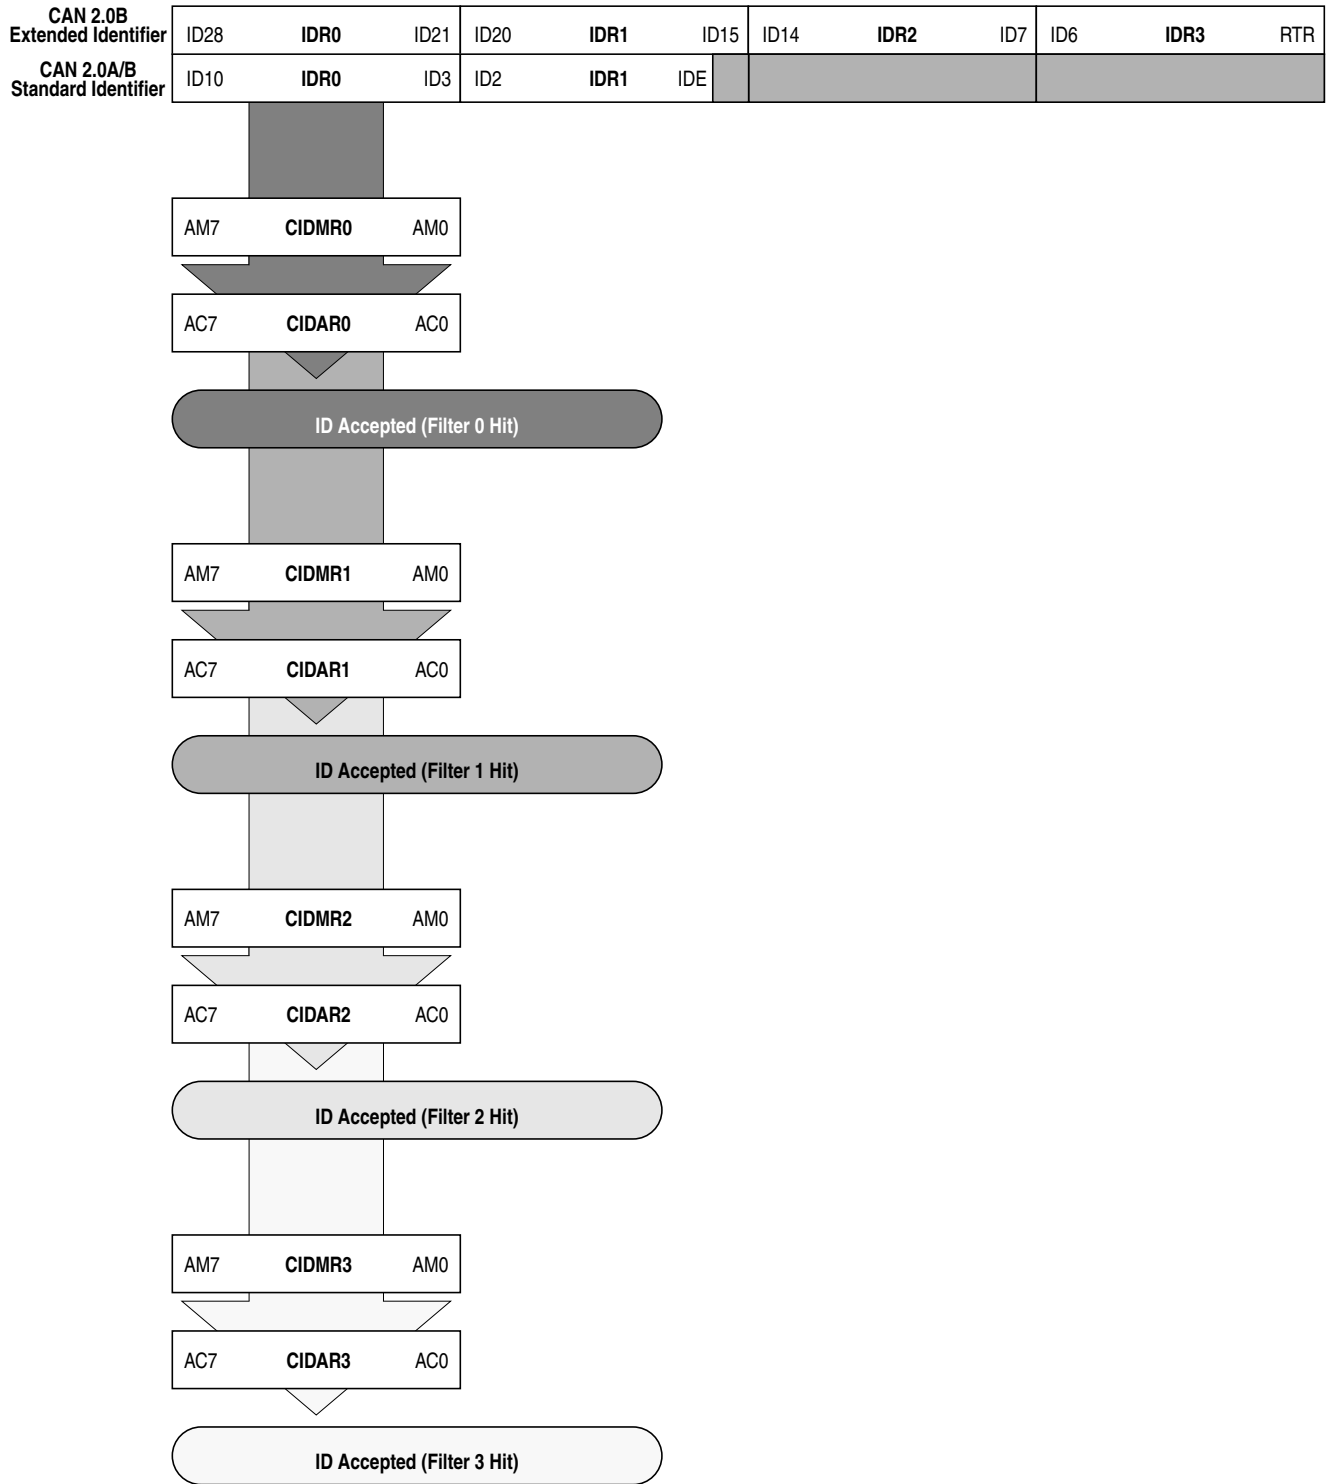 CAN 2.0B
Extended Identifier ID28 IDR0 ID21 ID20 IDR1 ID15 ID14 IDR2 ID7 ID6 IDR3 RTR
CAN 2.0A/B
Standard Identifier ID10 IDR0 ID3 ID2 IDR1 IDE
AM7 CIDMR0 AM0
AC7 CIDAR0 AC0
ID Accepted (Filter 0 Hit)
AM7 CIDMR1 AM0
AC7 CIDAR1 AC0
ID Accepted (Filter 1 Hit)
AM7 CIDMR2 AM0
AC7 CIDAR2 AC0
ID Accepted (Filter 2 Hit)
AM7 CIDMR3 AM0
AC7 CIDAR3 AC0
ID Accepted (Filter 3 Hit)